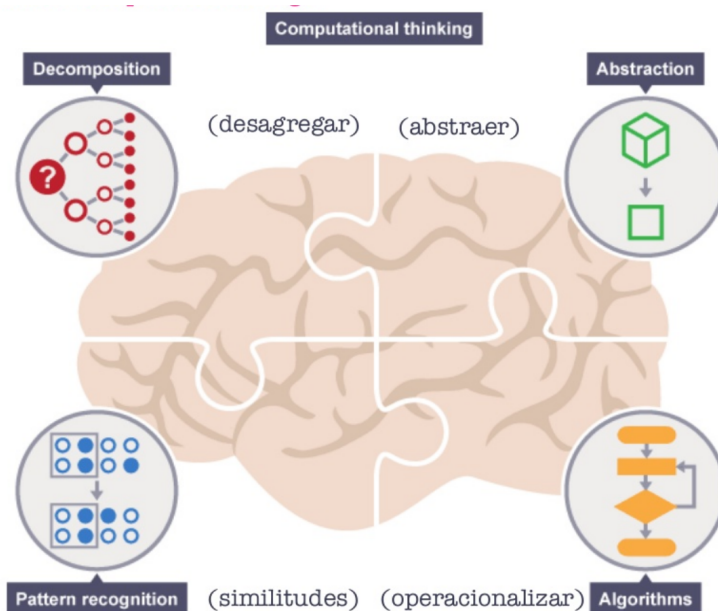 Computational thinking
Decomposition
Abstraction
(desagregar)
(abstraer)
?
Pattern recognition
(similitudes)
(operacionalizar)
Algorithms